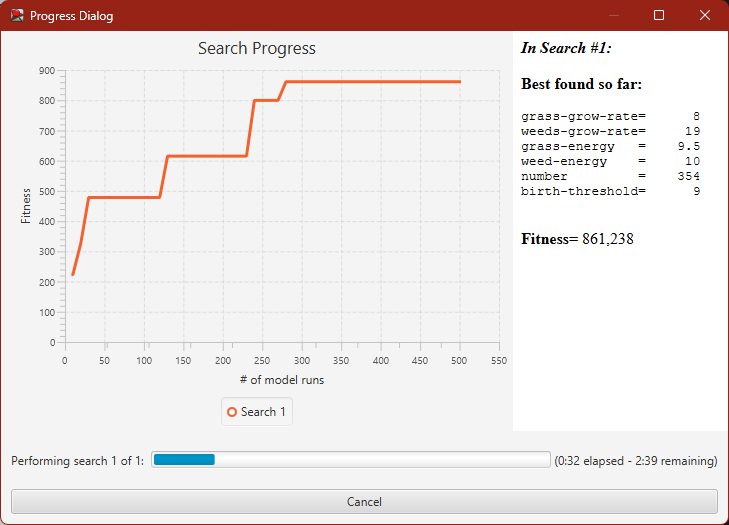 Progress Dialog
Search Progress
900
800
700
600
500
400
300
200
100
0
Fitness
0 50 100 150 200 250 300 350 400 450 500 550
# of model runs
Search 1
In Search #1:
Best found so far:
grass-grow-rate= 8
weeds-grow-rate= 19
grass-energy = 9.5
weed-energy = 10
number = 354
birth-threshold= 9
Fitness= 861,238
Performing search 1 of 1: (0:32 elapsed - 2:39 remaining)
Cancel